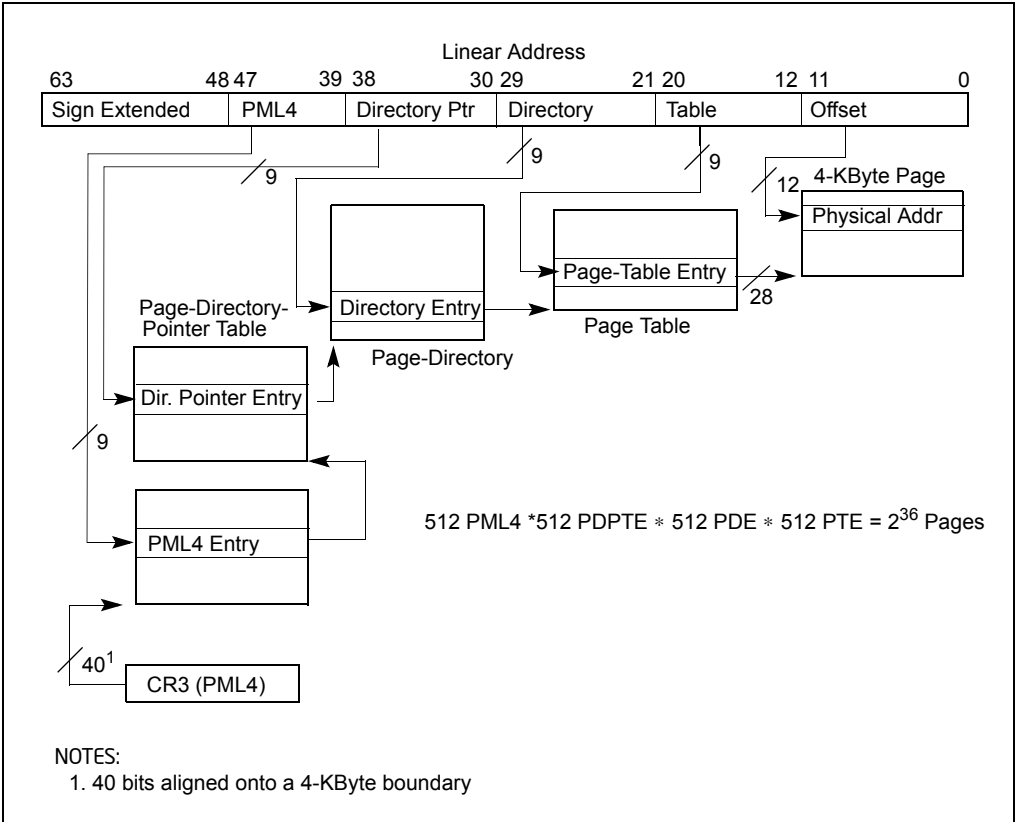 Linear Address
63 48 47 39 38 30 29 21 20 12 11 0
Sign Extended PML4 Directory Ptr Directory Table Offset
9
9
9
12
4-KByte Page
Physical Addr
Page-Table Entry
28
Page Table
Directory Entry
Page-Directory
Page-Directory-
Pointer Table
Dir. Pointer Entry
9
PML4 Entry
512 PML4 *512 PDPTE ∗ 512 PDE ∗ 512 PTE = 2³⁶ Pages
40¹
CR3 (PML4)
NOTES:
1. 40 bits aligned onto a 4-KByte boundary